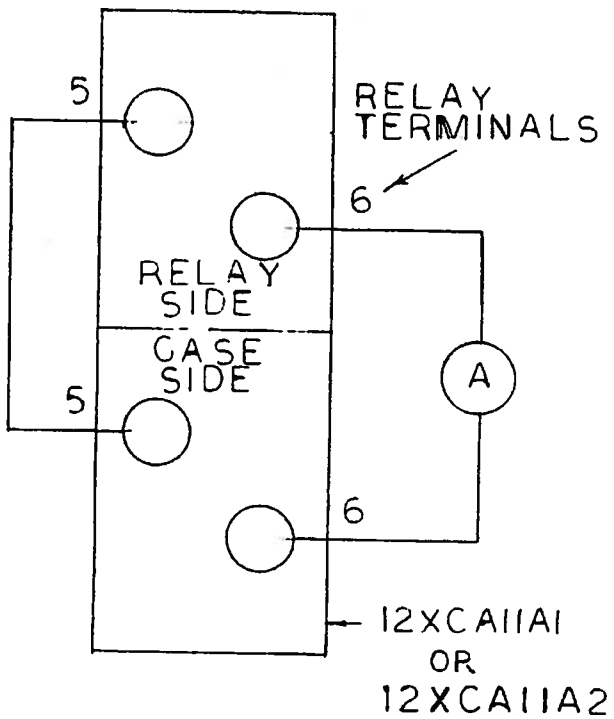 5
RELAY
TERMINALS
6
RELAY
SIDE
CASE
SIDE
5
A
6
12XCA11A1
OR
12XCA11A2